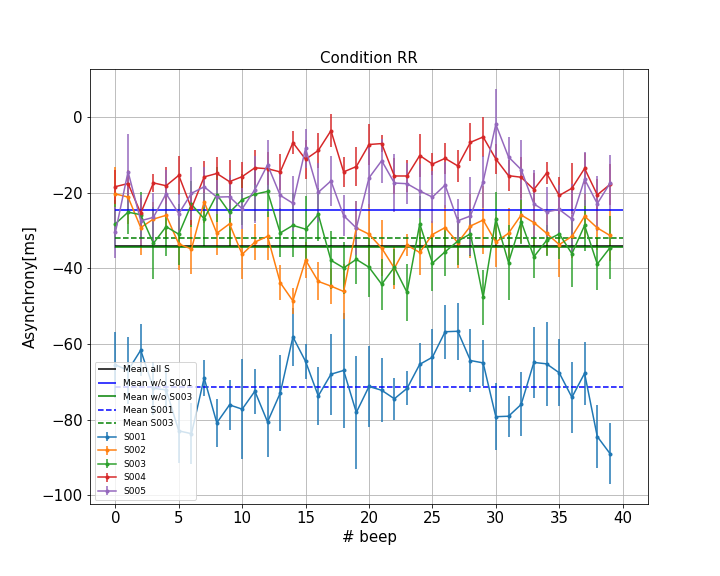 Condition RR
Asynchrony[ms]
0
−20
−40
−60
−80
−100
Mean all S
Mean w/o S001
Mean w/o S003
Mean S001
Mean S003
S001
S002
S003
S004
S005
0 5 10 15 20 25 30 35 40
# beep